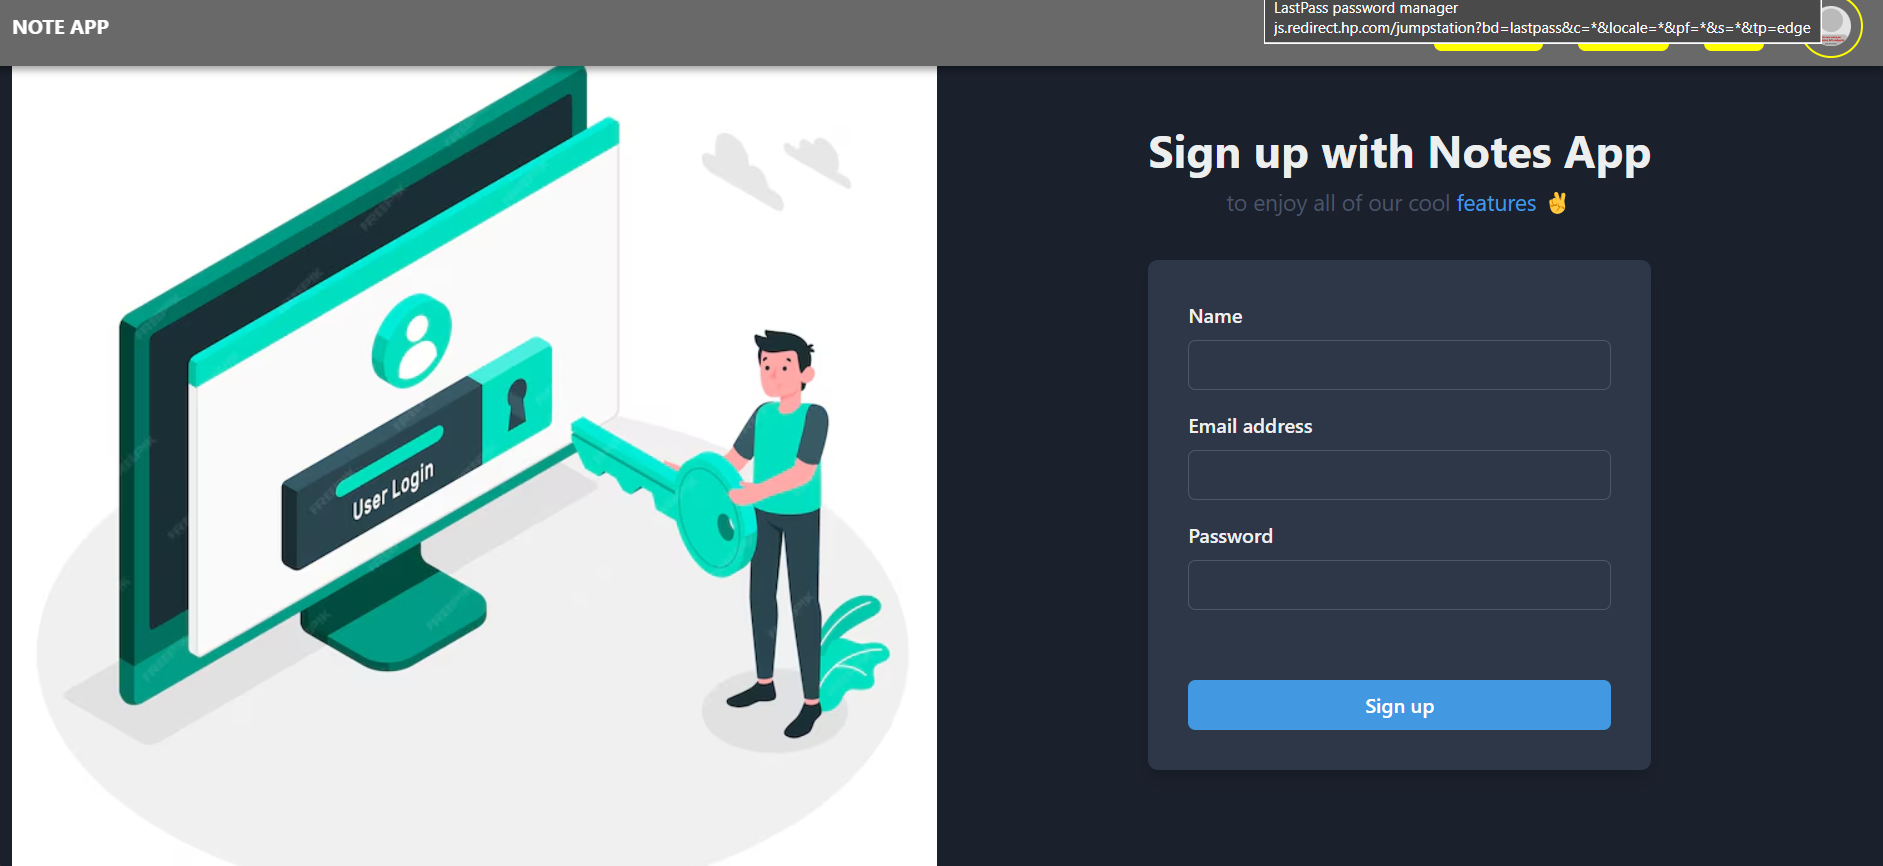 NOTE APP
LastPass password manager
js.redirect.hp.com/jumpstation?bd=lastpass&c=*&locale=*&pf=*&s=*&tp=edge
Sign up with Notes App
to enjoy all of our cool features ✌️
Name
Email address
Password
Sign up
User Login